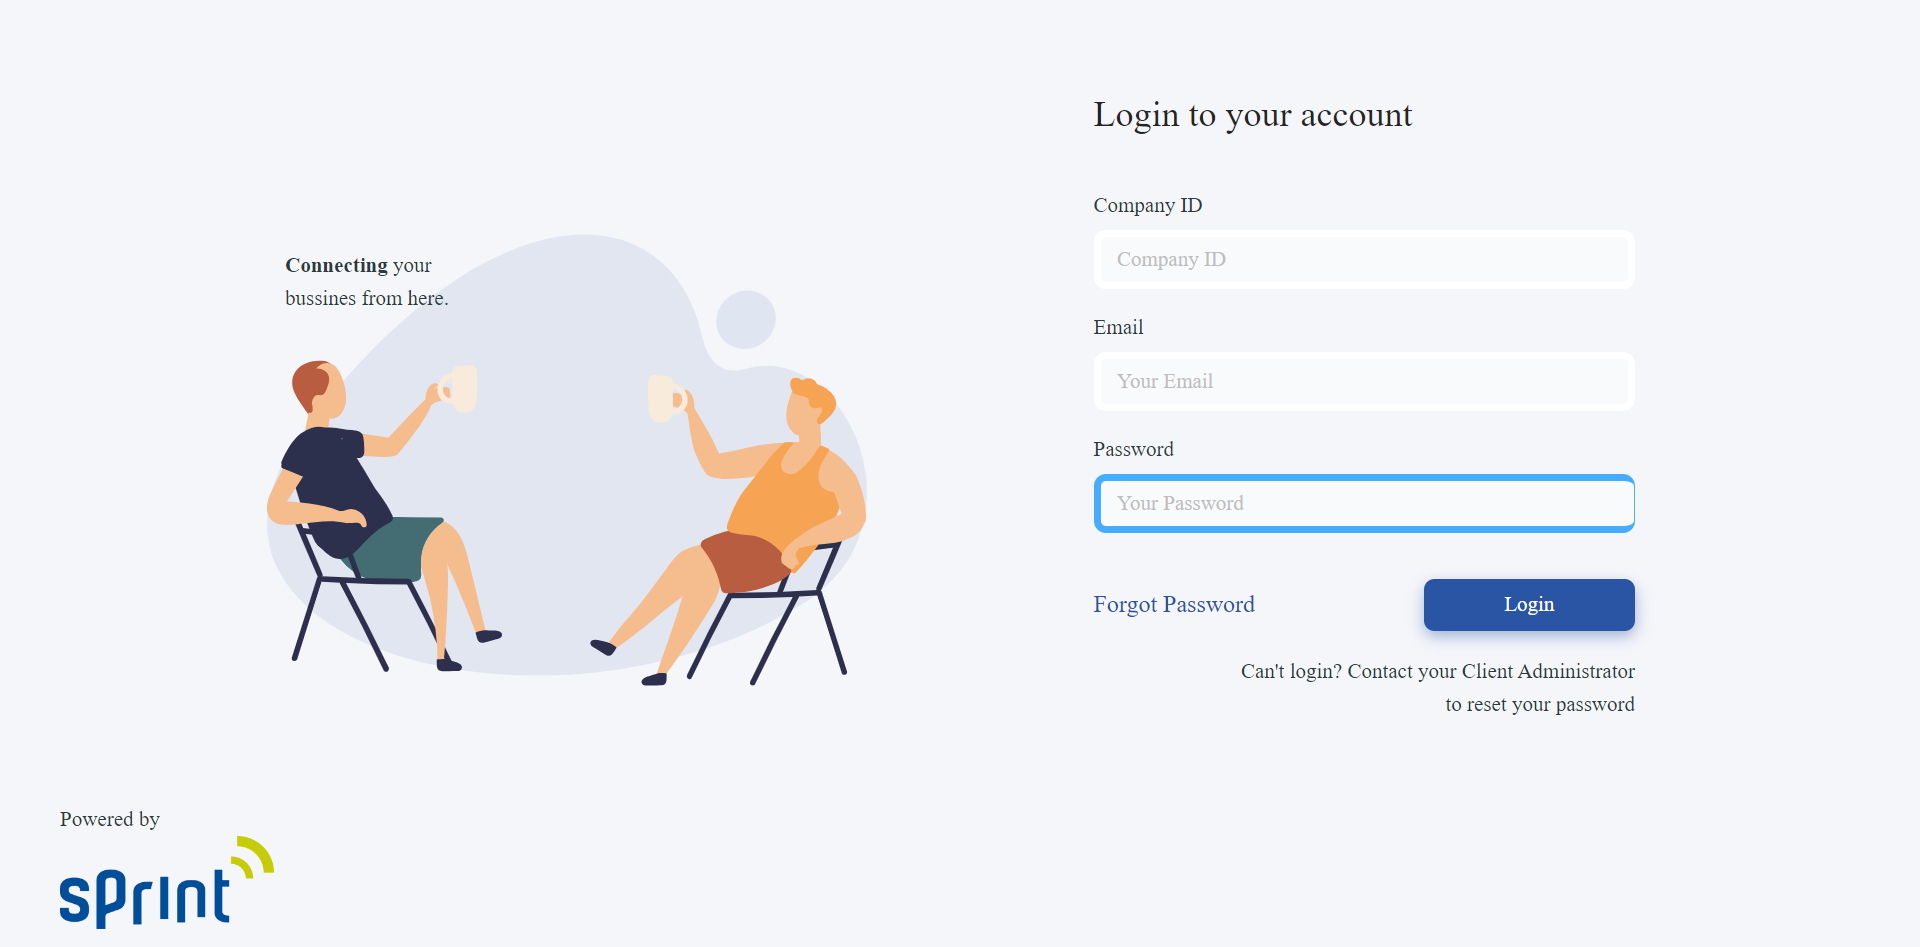 Login to your account
Company ID
Company ID
Connecting your
bussines from here.
Email
Your Email
Password
Your Password
Forgot Password
Login
Can't login? Contact your Client Administrator
to reset your password
Powered by
sprint